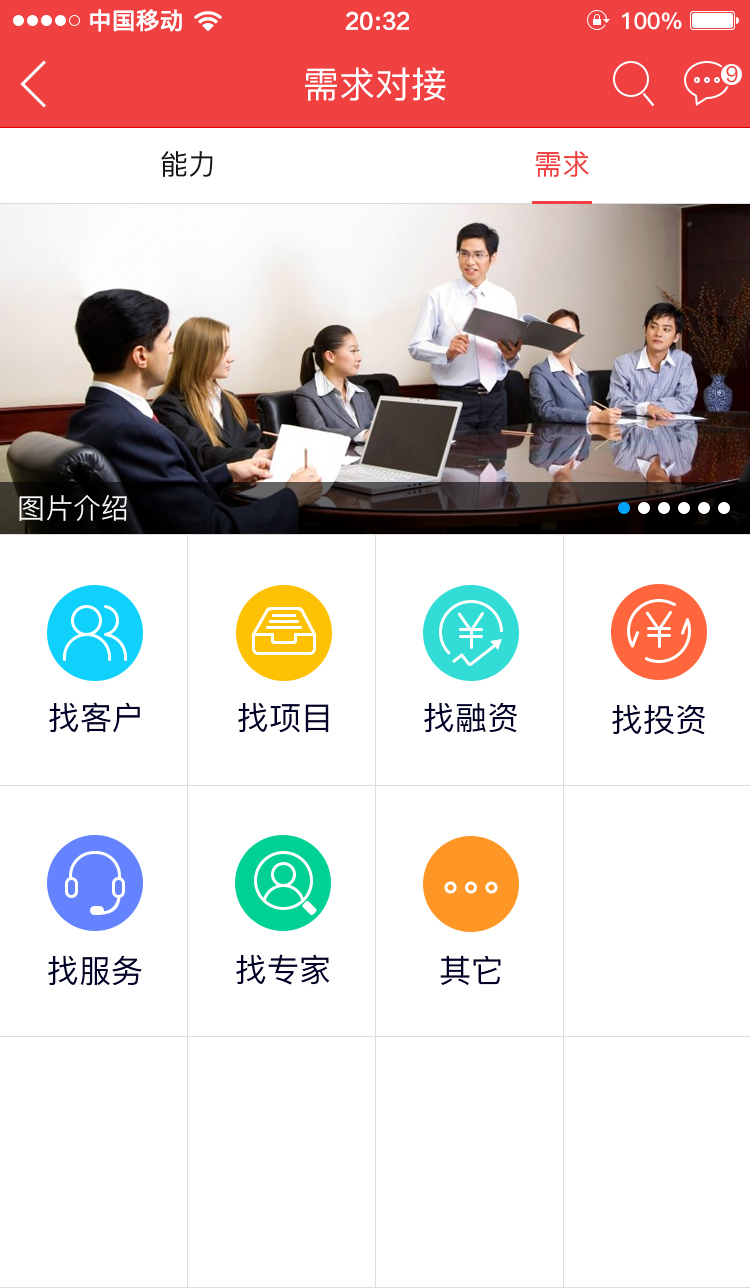 中国移动 20:32 100%
需求对接 9
能力 需求
图片介绍
找客户 找项目 找融资 找投资
找服务 找专家 其它